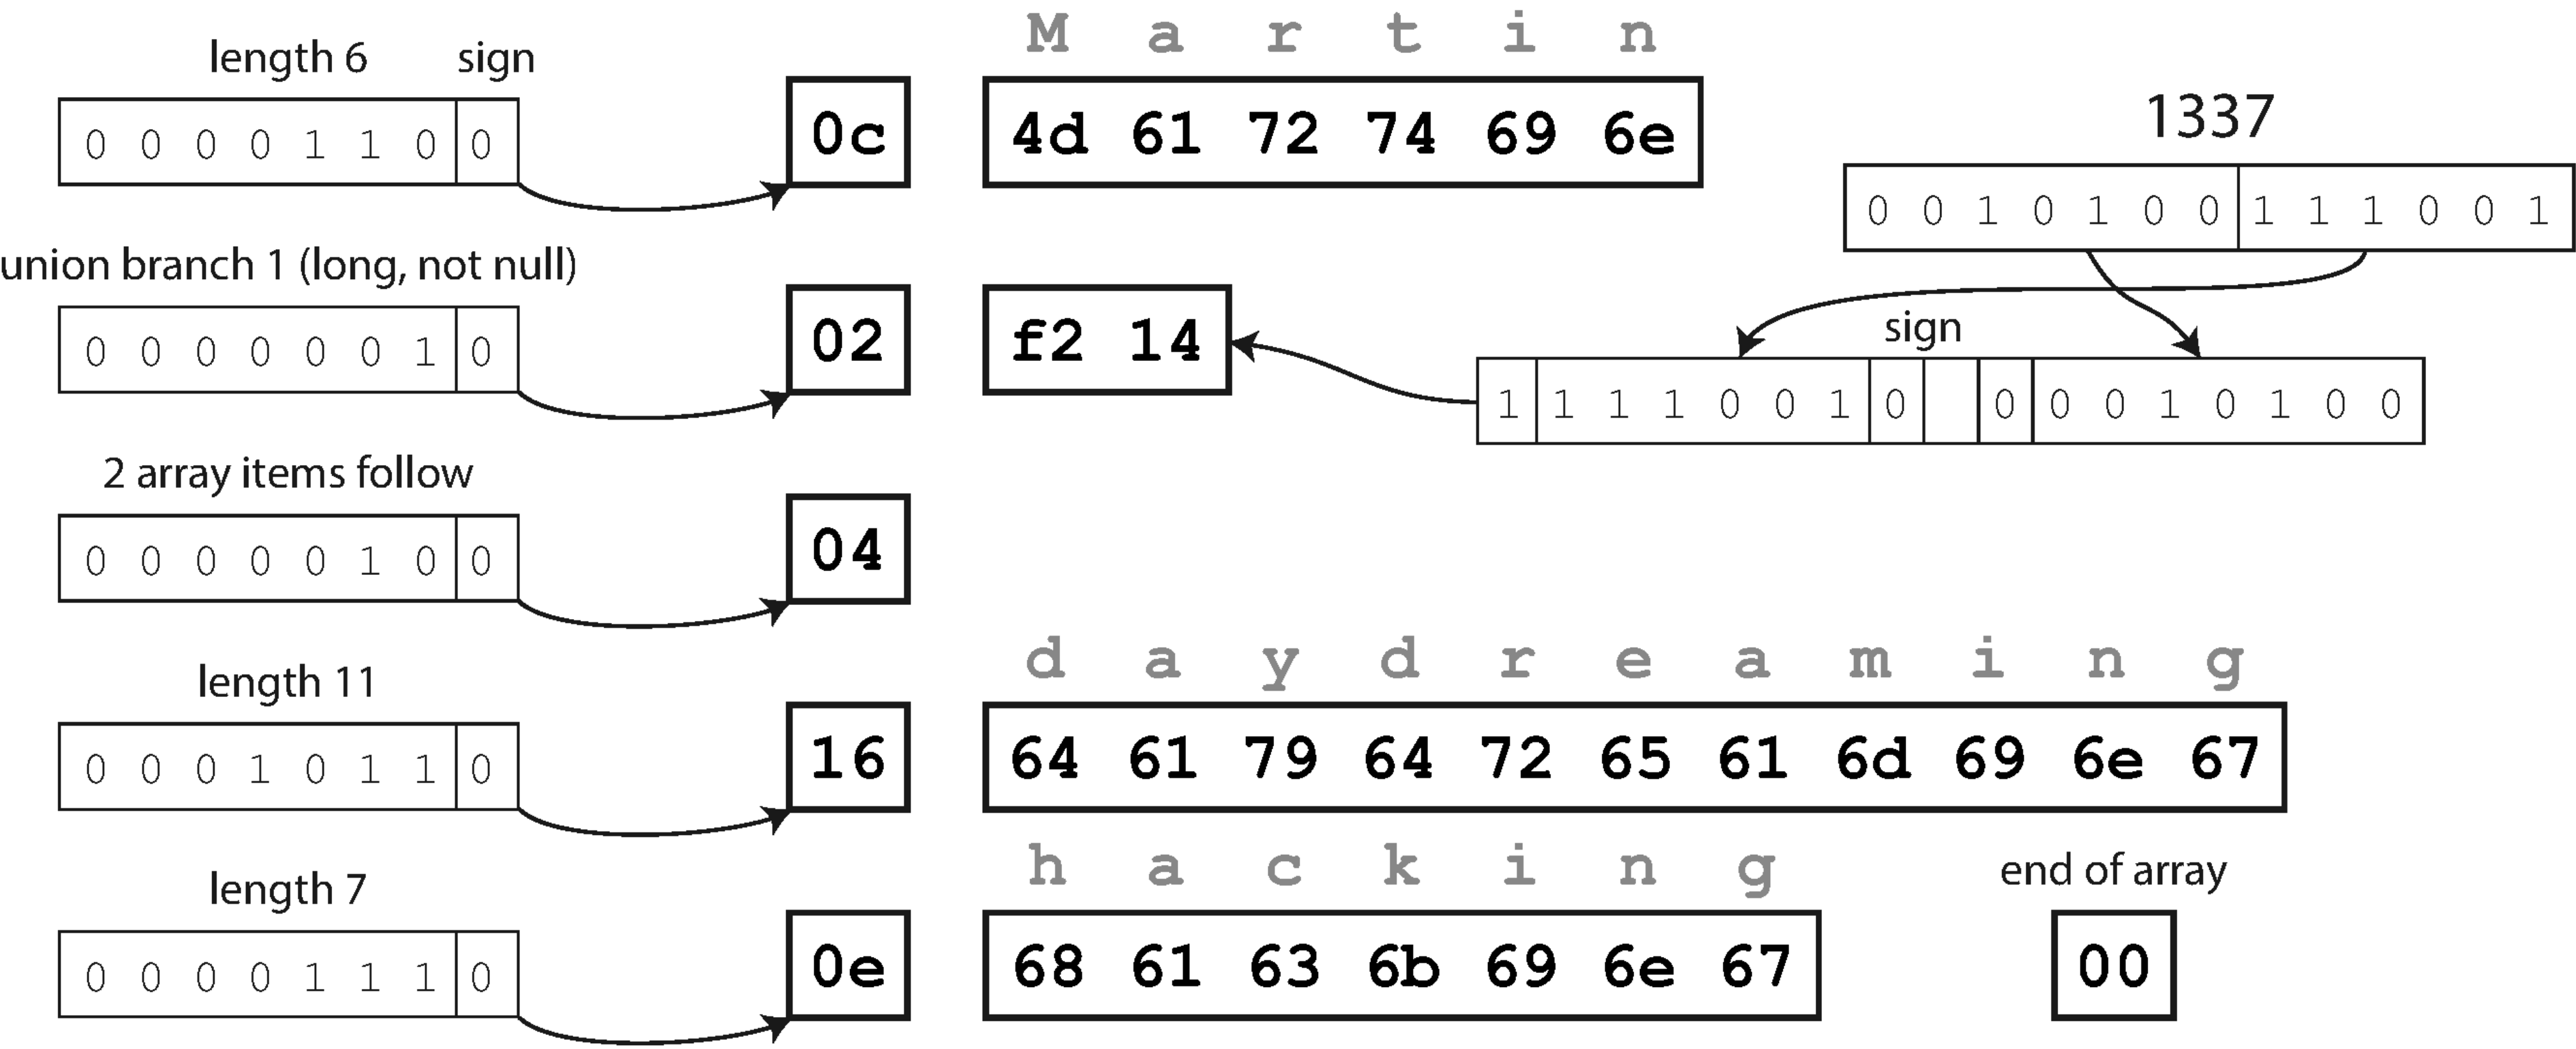 M a r t i n
length 6 sign
0 0 0 0 1 1 0 0
0c
4d 61 72 74 69 6e
1337
0 0 1 0 1 0 0 1 1 1 0 0 1
union branch 1 (long, not null)
0 0 0 0 0 0 1 0
02
f2 14
sign
1 1 1 1 0 0 1 0 0 0 0 1 0 1 0 0
2 array items follow
0 0 0 0 0 1 0 0
04
d a y d r e a m i n g
length 11
0 0 0 1 0 1 1 0
16
64 61 79 64 72 65 61 6d 69 6e 67
h a c k i n g
length 7
0 0 0 0 1 1 1 0
0e
68 61 63 6b 69 6e 67
end of array
00